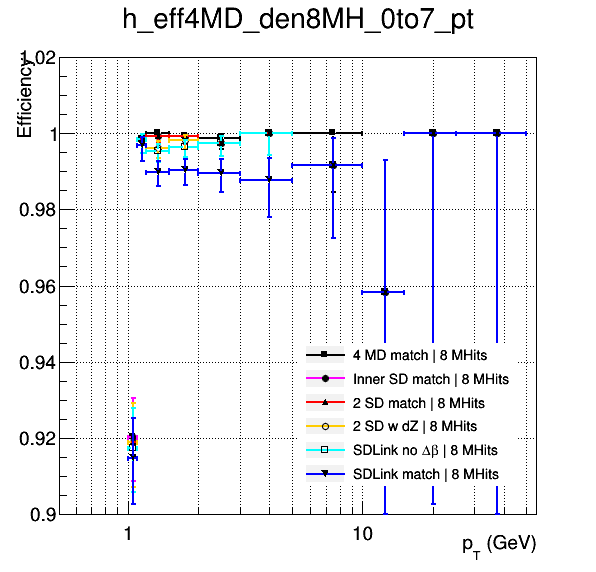 h_eff4MD_den8MH_0to7_pt
Efficiency
1.02
1
0.98
0.96
0.94
0.92
0.9
4 MD match | 8 MHits
Inner SD match | 8 MHits
2 SD match | 8 MHits
2 SD w dZ | 8 MHits
SDLink no Δβ | 8 MHits
SDLink match | 8 MHits
1
10
p_T (GeV)